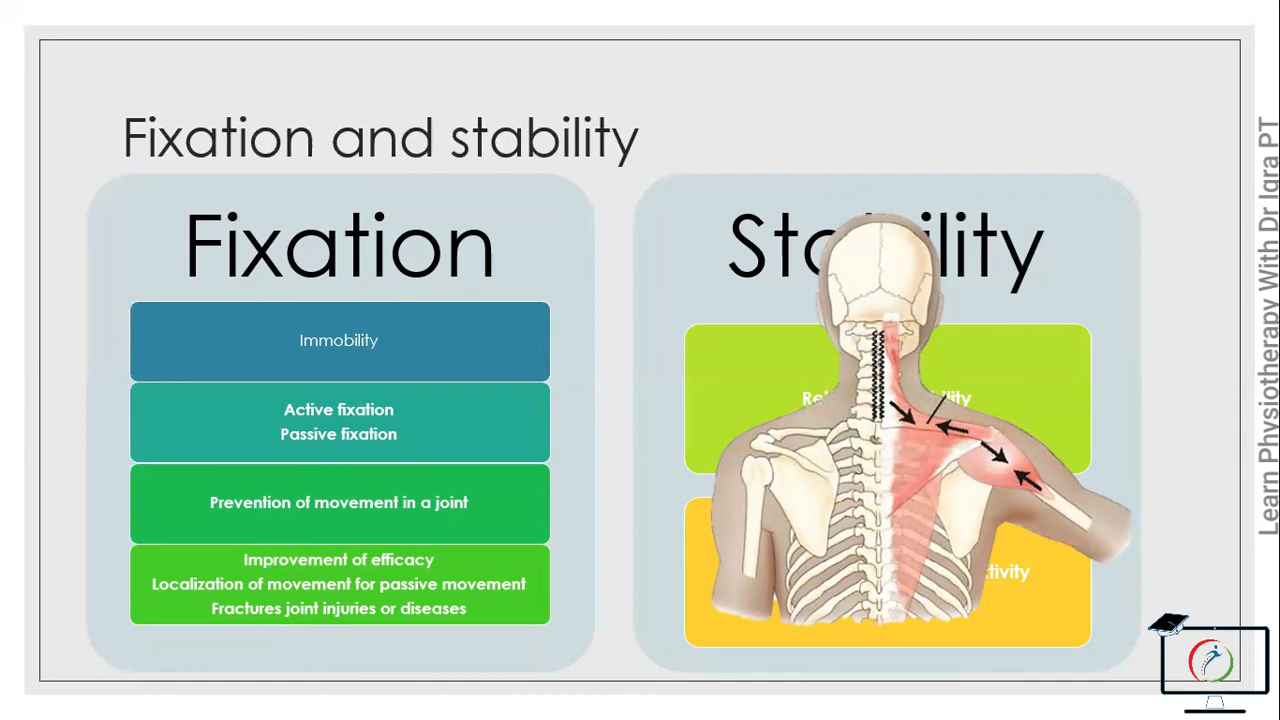 Fixation and stability
Fixation
Immobility
Active fixation
Passive fixation
Prevention of movement in a joint
Improvement of efficacy
Localization of movement for passive movement
Fractures joint injuries or diseases
Stability
Learn Physiotherapy With Dr Iqra PT